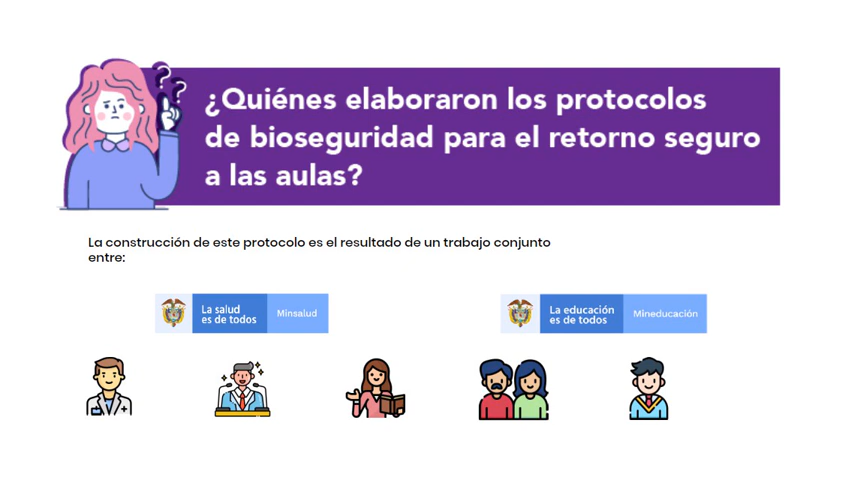 ¿Quiénes elaboraron los protocolos
de bioseguridad para el retorno seguro
a las aulas?
La construcción de este protocolo es el resultado de un trabajo conjunto
entre:
La salud
es de todos
Minsalud
La educación
es de todos
Mineducación